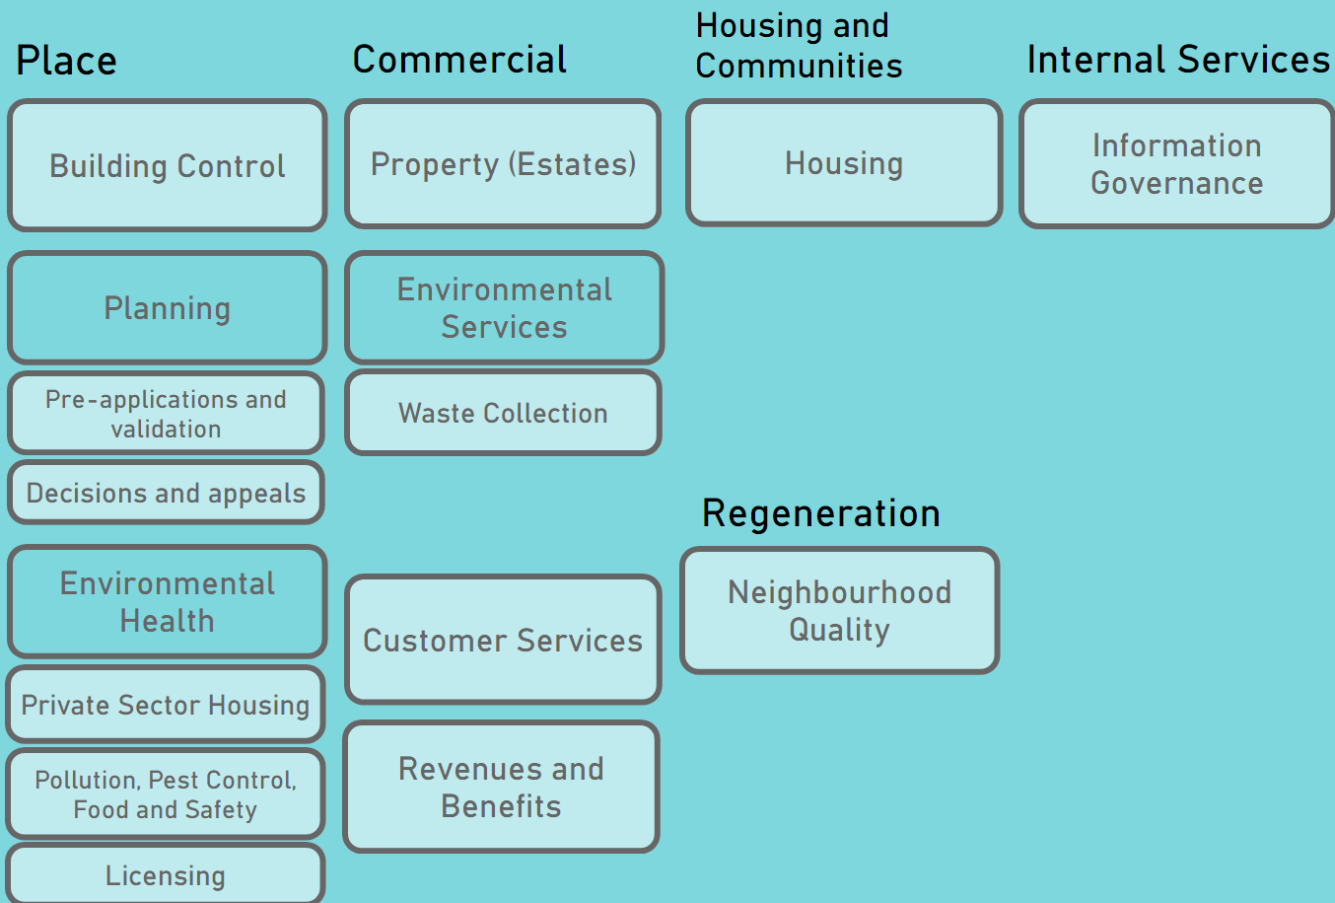 Place
Building Control
Planning
Pre-applications and
validation
Decisions and appeals
Environmental
Health
Private Sector Housing
Pollution, Pest Control,
Food and Safety
Licensing
Commercial
Property (Estates)
Environmental
Services
Waste Collection
Customer Services
Revenues and
Benefits
Housing and
Communities
Housing
Regeneration
Neighbourhood
Quality
Internal Services
Information
Governance